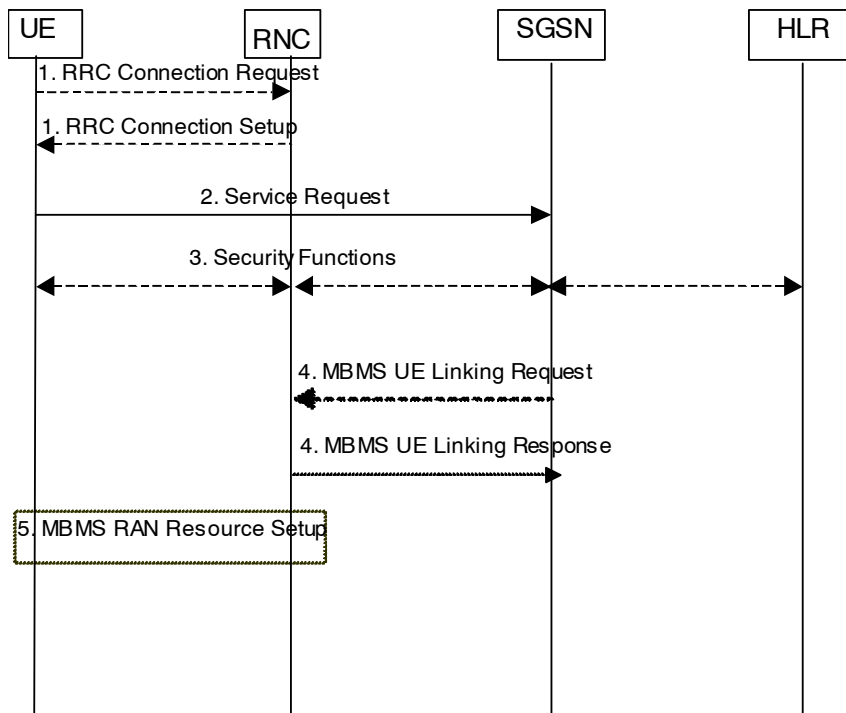 UE
RNC
SGSN
HLR
1. RRC Connection Request
1. RRC Connection Setup
2. Service Request
3. Security Functions
4. MBMS UE Linking Request
4. MBMS UE Linking Response
5. MBMS RAN Resource Setup